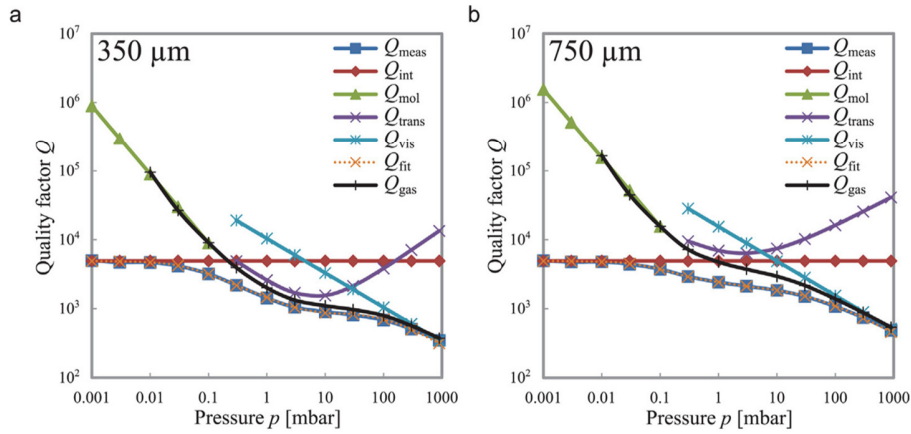 a
350 µm
Quality factor Q
10⁷
10⁶
10⁵
10⁴
10³
10²
Q_meas
Q_int
Q_mol
Q_trans
Q_vis
Q_fit
Q_gas
0.001 0.01 0.1 1 10 100 1000
Pressure p [mbar]
b
750 µm
Quality factor Q
10⁷
10⁶
10⁵
10⁴
10³
10²
Q_meas
Q_int
Q_mol
Q_trans
Q_vis
Q_fit
Q_gas
0.001 0.01 0.1 1 10 100 1000
Pressure p [mbar]